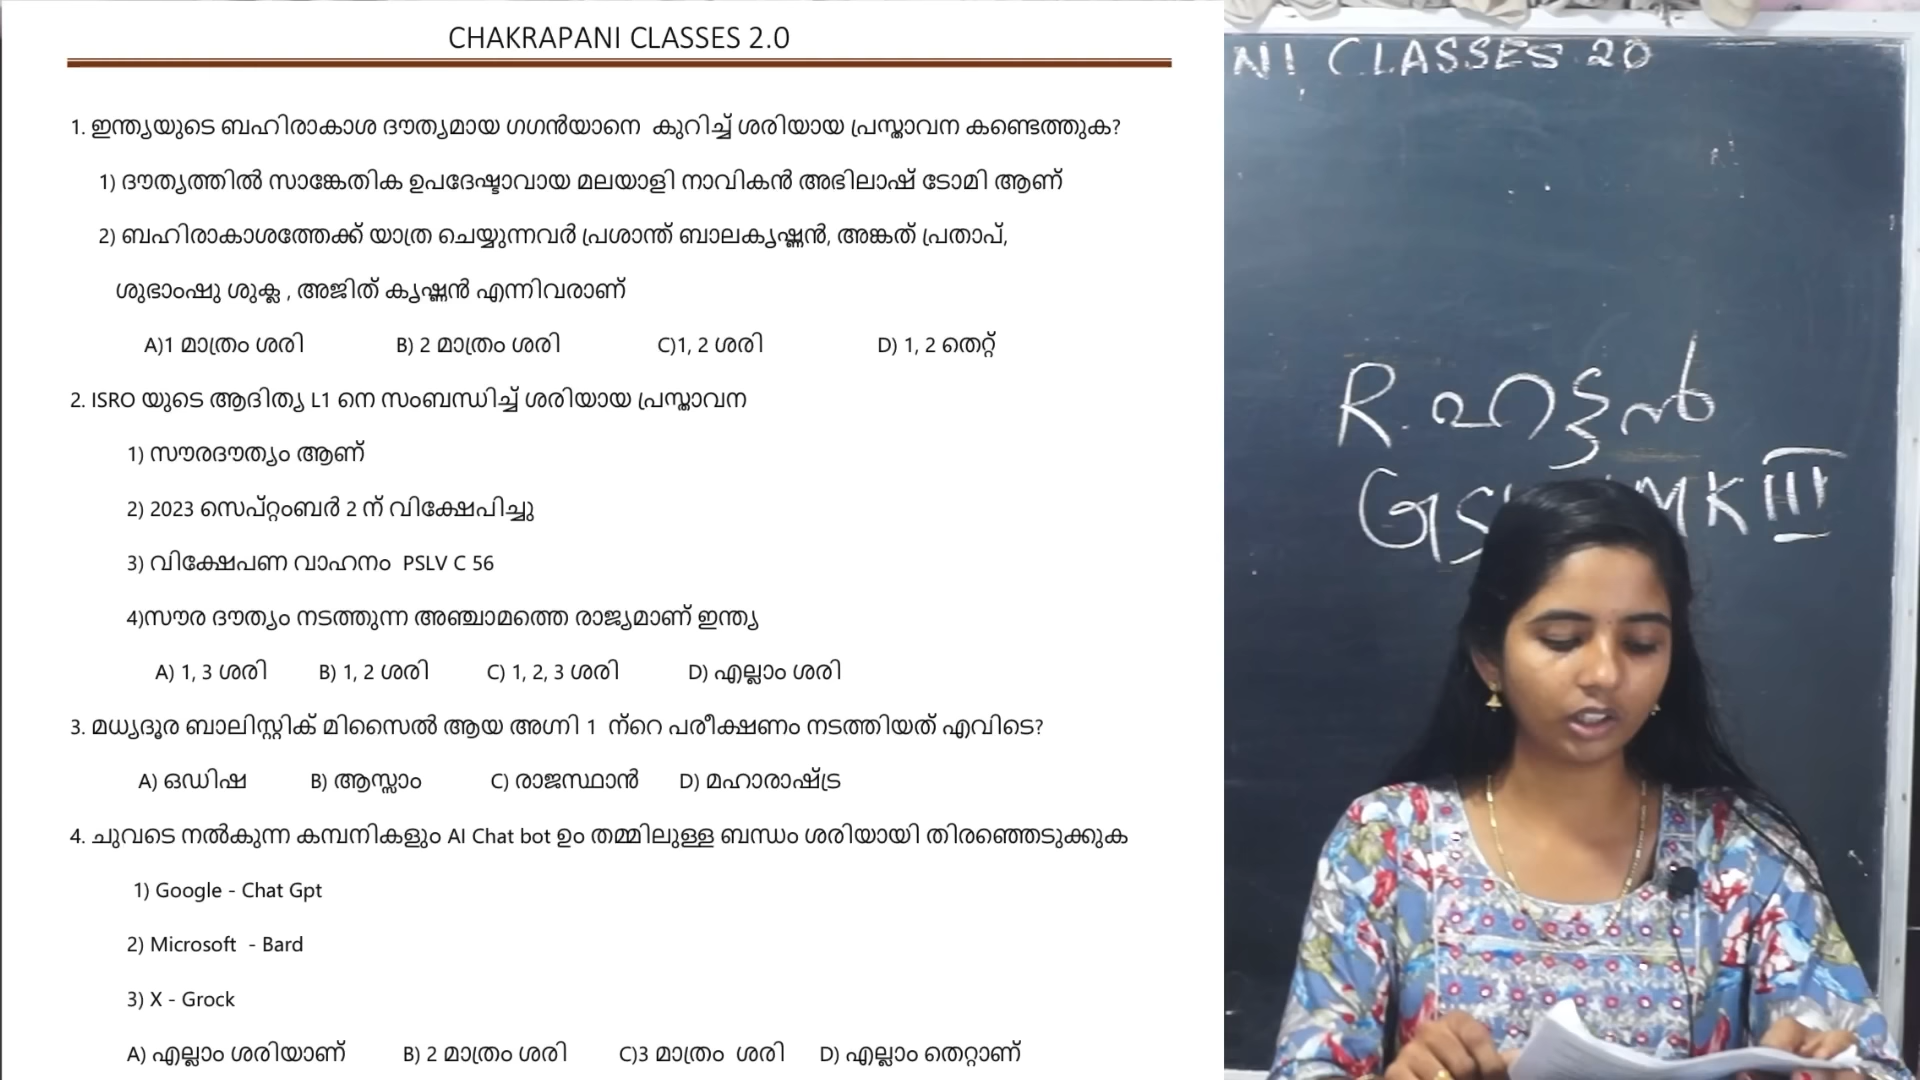 CHAKRAPANI CLASSES 2.0
1. ഇന്ത്യയുടെ ബഹിരാകാശ ദൗത്യമായ ഗഗൻയാനെ കുറിച്ച് ശരിയായ പ്രസ്താവന കണ്ടെത്തുക?
1) ദൗത്യത്തിൽ സാങ്കേതിക ഉപദേഷ്ടാവായ മലയാളി നാവികൻ അഭിലാഷ് ടോമി ആണ്
2) ബഹിരാകാശത്തേക്ക് യാത്ര ചെയ്യുന്നവർ പ്രശാന്ത് ബാലകൃഷ്ണൻ, അങ്കത് പ്രതാപ്,
ശുഭാംഷു ശുക്ല , അജിത് കൃഷ്ണൻ എന്നിവരാണ്
A)1 മാത്രം ശരി B) 2 മാത്രം ശരി C)1, 2 ശരി D) 1, 2 തെറ്റ്
2. ISRO യുടെ ആദിത്യ L1 നെ സംബന്ധിച്ച് ശരിയായ പ്രസ്താവന
1) സൗരദൗത്യം ആണ്
2) 2023 സെപ്റ്റംബർ 2 ന് വിക്ഷേപിച്ചു
3) വിക്ഷേപണ വാഹനം PSLV C 56
4)സൗര ദൗത്യം നടത്തുന്ന അഞ്ചാമത്തെ രാജ്യമാണ് ഇന്ത്യ
A) 1, 3 ശരി B) 1, 2 ശരി C) 1, 2, 3 ശരി D) എല്ലാം ശരി
3. മധ്യദൂര ബാലിസ്റ്റിക് മിസൈൽ ആയ അഗ്നി 1 ന്റെ പരീക്ഷണം നടത്തിയത് എവിടെ?
A) ഒഡിഷ B) ആസ്സാം C) രാജസ്ഥാൻ D) മഹാരാഷ്ട്ര
4. ചുവടെ നൽകുന്ന കമ്പനികളും AI Chat bot ഉം തമ്മിലുള്ള ബന്ധം ശരിയായി തിരഞ്ഞെടുക്കുക
1) Google - Chat Gpt
2) Microsoft - Bard
3) X - Grock
A) എല്ലാം ശരിയാണ് B) 2 മാത്രം ശരി C)3 മാത്രം ശരി D) എല്ലാം തെറ്റാണ്
NI CLASSES 20
R. ഹട്ടൻ
MK III